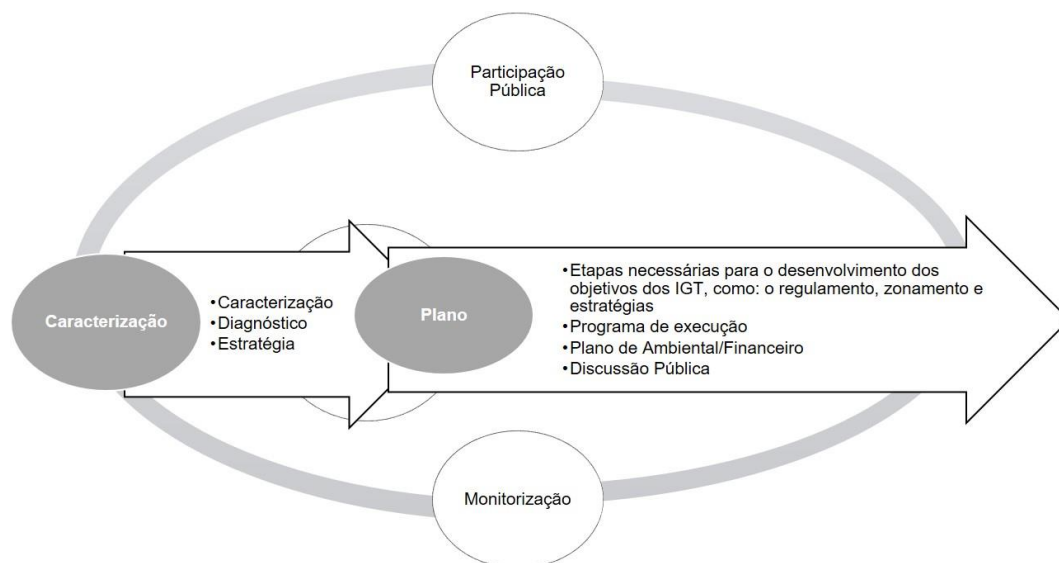 Participação
Pública
Caracterização
•Caracterização
•Diagnóstico
•Estratégia
Plano
•Etapas necessárias para o desenvolvimento dos
objetivos dos IGT, como: o regulamento, zonamento e
estratégias
•Programa de execução
•Plano de Ambiental/Financeiro
•Discussão Pública
Monitorização